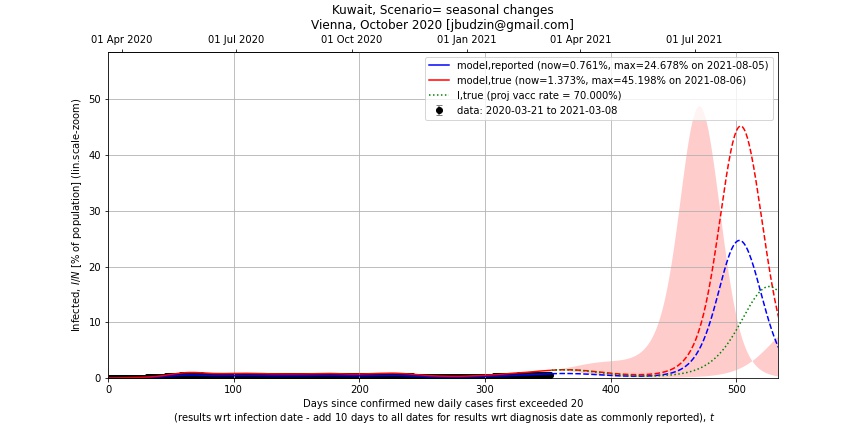 Kuwait, Scenario= seasonal changes
Vienna, October 2020 [jbudzin@gmail.com]
01 Apr 2020 01 Jul 2020 01 Oct 2020 01 Jan 2021 01 Apr 2021 01 Jul 2021
model,reported (now=0.761%, max=24.678% on 2021-08-05)
model,true (now=1.373%, max=45.198% on 2021-08-06)
I,true (proj vacc rate = 70.000%)
data: 2020-03-21 to 2021-03-08
Infected, I/N [% of population] (lin.scale-zoom)
50
40
30
20
10
0
0 100 200 300 400 500
Days since confirmed new daily cases first exceeded 20
(results wrt infection date - add 10 days to all dates for results wrt diagnosis date as commonly reported), t